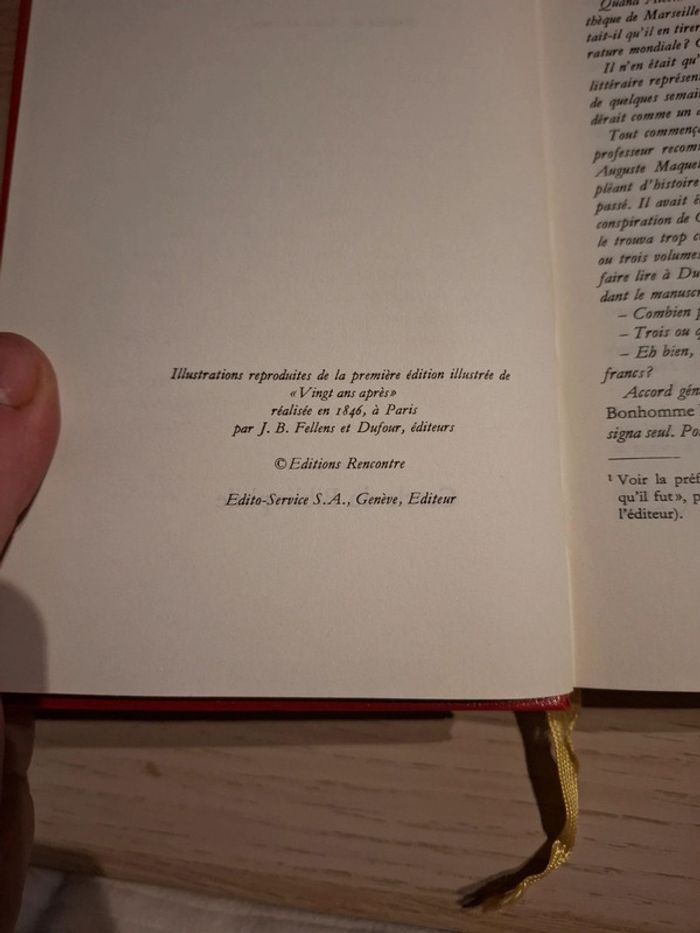 Illustrations reproduites de la première édition illustrée de
«Vingt ans après»
réalisée en 1846, à Paris
par J. B. Fellens et Dufour, éditeurs
© Editions Rencontre
Edito-Service S.A., Genève, Editeur
Quand
thèque de Marseille
tait-il qu'il en tirer
rature mondiale?
Il n'en était qu'
littéraire représen
de quelques semai
dérait comme un
Tout commenç
professeur recom
Auguste Maque
pléant d'histoire
passé. Il avait
conspiration de
le trouva trop
ou trois volumes
faire lire à Du
dant le manusc
– Combien
– Trois ou
– Eh bien,
francs?
Accord gén
Bonhomme
signa seul. Po
¹ Voir la préf
qu'il fut», p
l'éditeur).